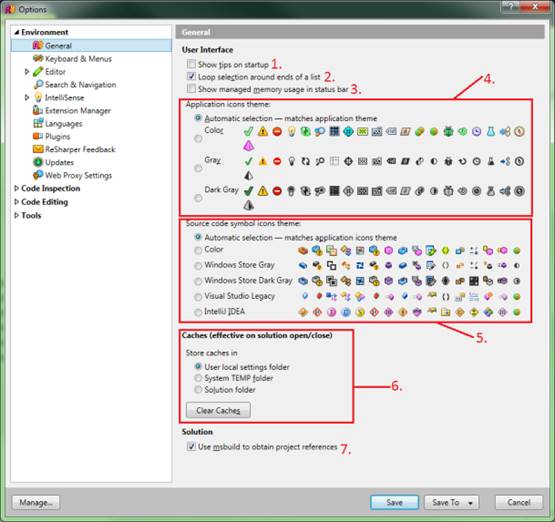 Options
Environment
General
Keyboard & Menus
Editor
Search & Navigation
IntelliSense
Extension Manager
Languages
Plugins
ReSharper Feedback
Updates
Web Proxy Settings
Code Inspection
Code Editing
Tools
General
User Interface
Show tips on startup 1.
Loop selection around ends of a list 2.
Show managed memory usage in status bar 3.
4.
Application icons theme:
Automatic selection — matches application theme
Color
Gray
Dark Gray
Source code symbol icons theme:
Automatic selection — matches application icons theme
Color
Windows Store Gray
Windows Store Dark Gray
Visual Studio Legacy
IntelliJ IDEA
5.
Caches (effective on solution open/close)
Store caches in
User local settings folder
System TEMP folder
Solution folder
6.
Clear Caches
Solution
Use msbuild to obtain project references 7.
Manage...
Save
Save To
Cancel